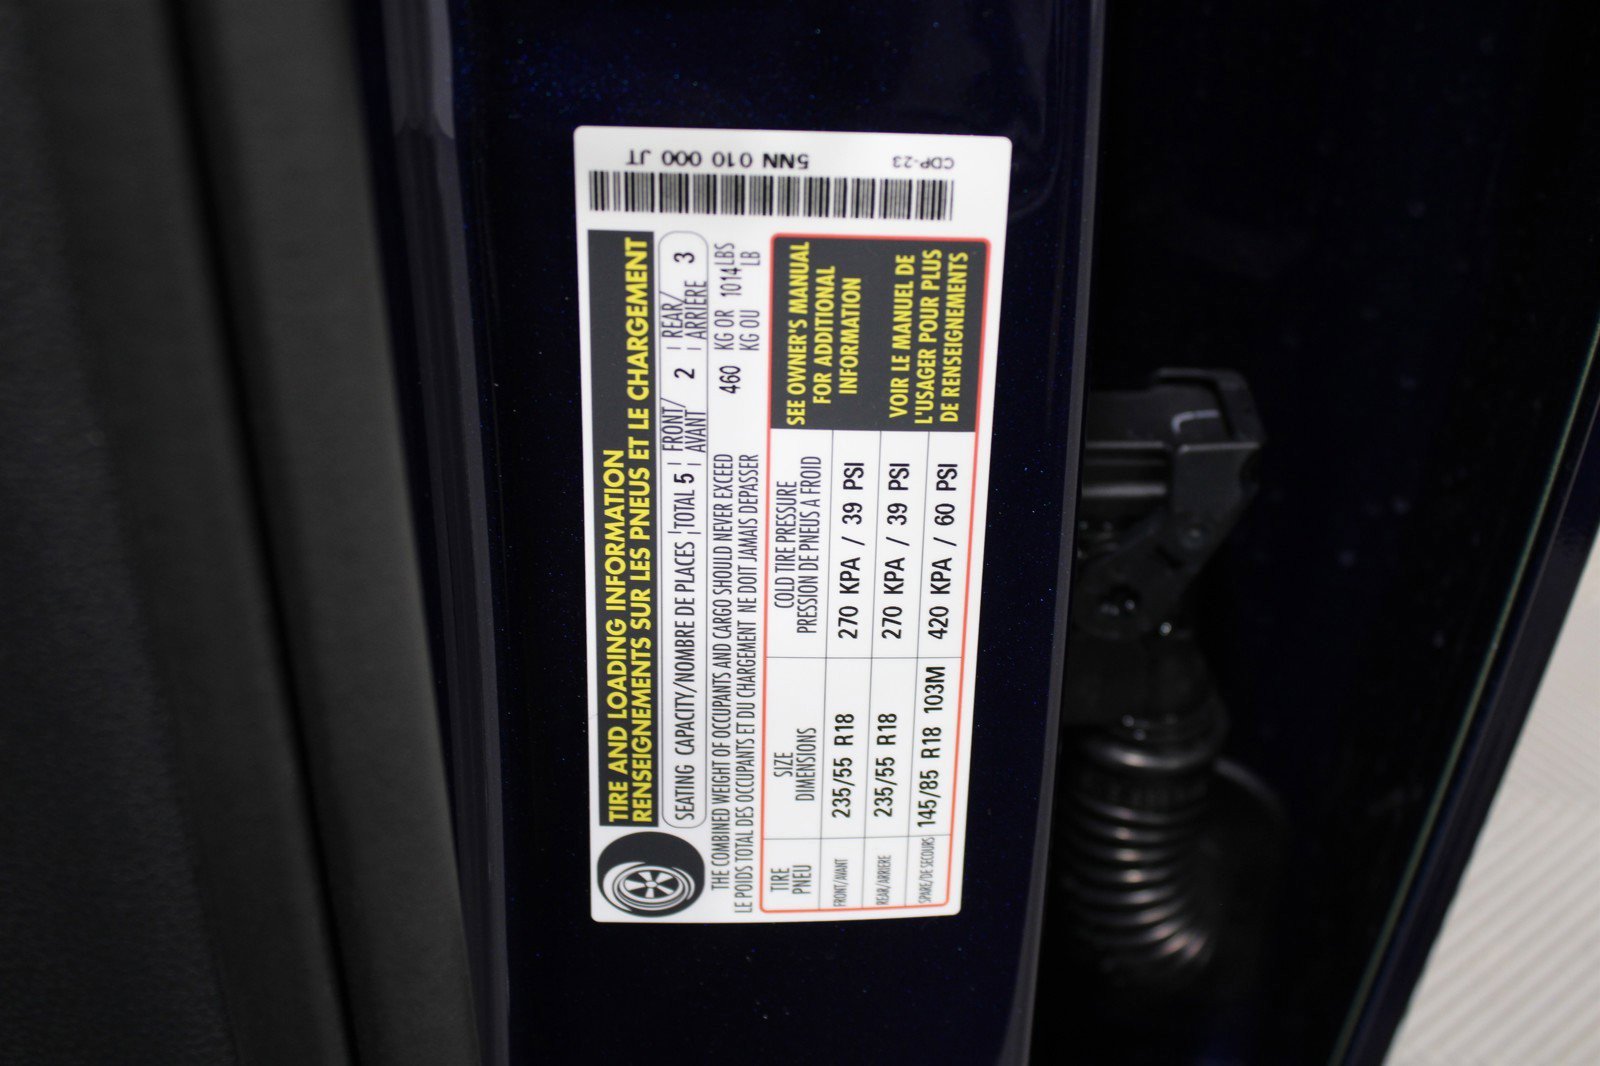 5NN 010 000 JT CDP-23
TIRE AND LOADING INFORMATION
RENSEIGNEMENTS SUR LES PNEUS ET LE CHARGEMENT
SEATING CAPACITY/NOMBRE DE PLACES TOTAL 5 FRONT/AVANT 2 REAR/ARRIÈRE 3
THE COMBINED WEIGHT OF OCCUPANTS AND CARGO SHOULD NEVER EXCEED 460 KG OR 1014 LBS
LE POIDS TOTAL DES OCCUPANTS ET DU CHARGEMENT NE DOIT JAMAIS DEPASSER KG OU LB
TIRE SIZE COLD TIRE PRESSURE
PNEU DIMENSIONS PRESSION DE PNEUS A FROID
FRONT/AVANT 235/55 R18 270 KPA / 39 PSI
REAR/ARRIERE 235/55 R18 270 KPA / 39 PSI
SPARE/DE SECOURS 145/85 R18 103M 420 KPA / 60 PSI
SEE OWNER'S MANUAL
FOR ADDITIONAL
INFORMATION
VOIR LE MANUEL DE
L'USAGER POUR PLUS
DE RENSEIGNEMENTS